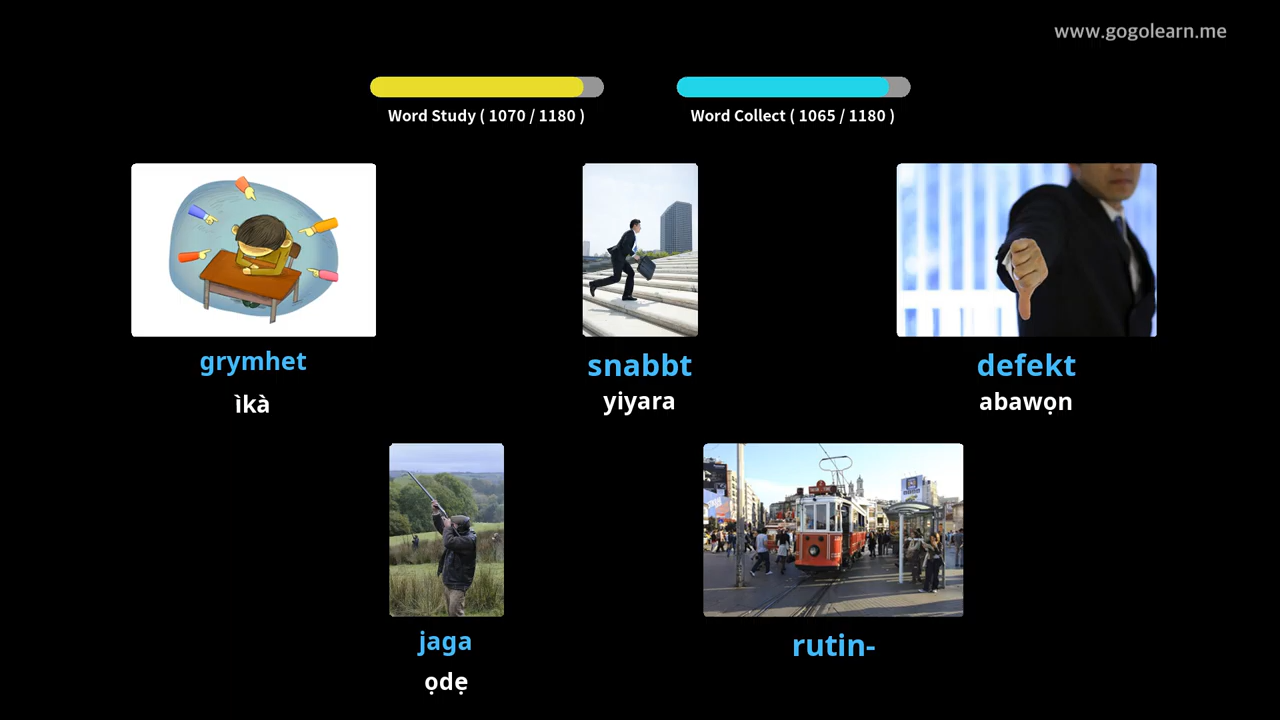 www.gogolearn.me
Word Study ( 1070 / 1180 )
Word Collect ( 1065 / 1180 )
grymhet
ìkà
snabbt
yiyara
defekt
abawọn
jaga
ọdẹ
rutin-